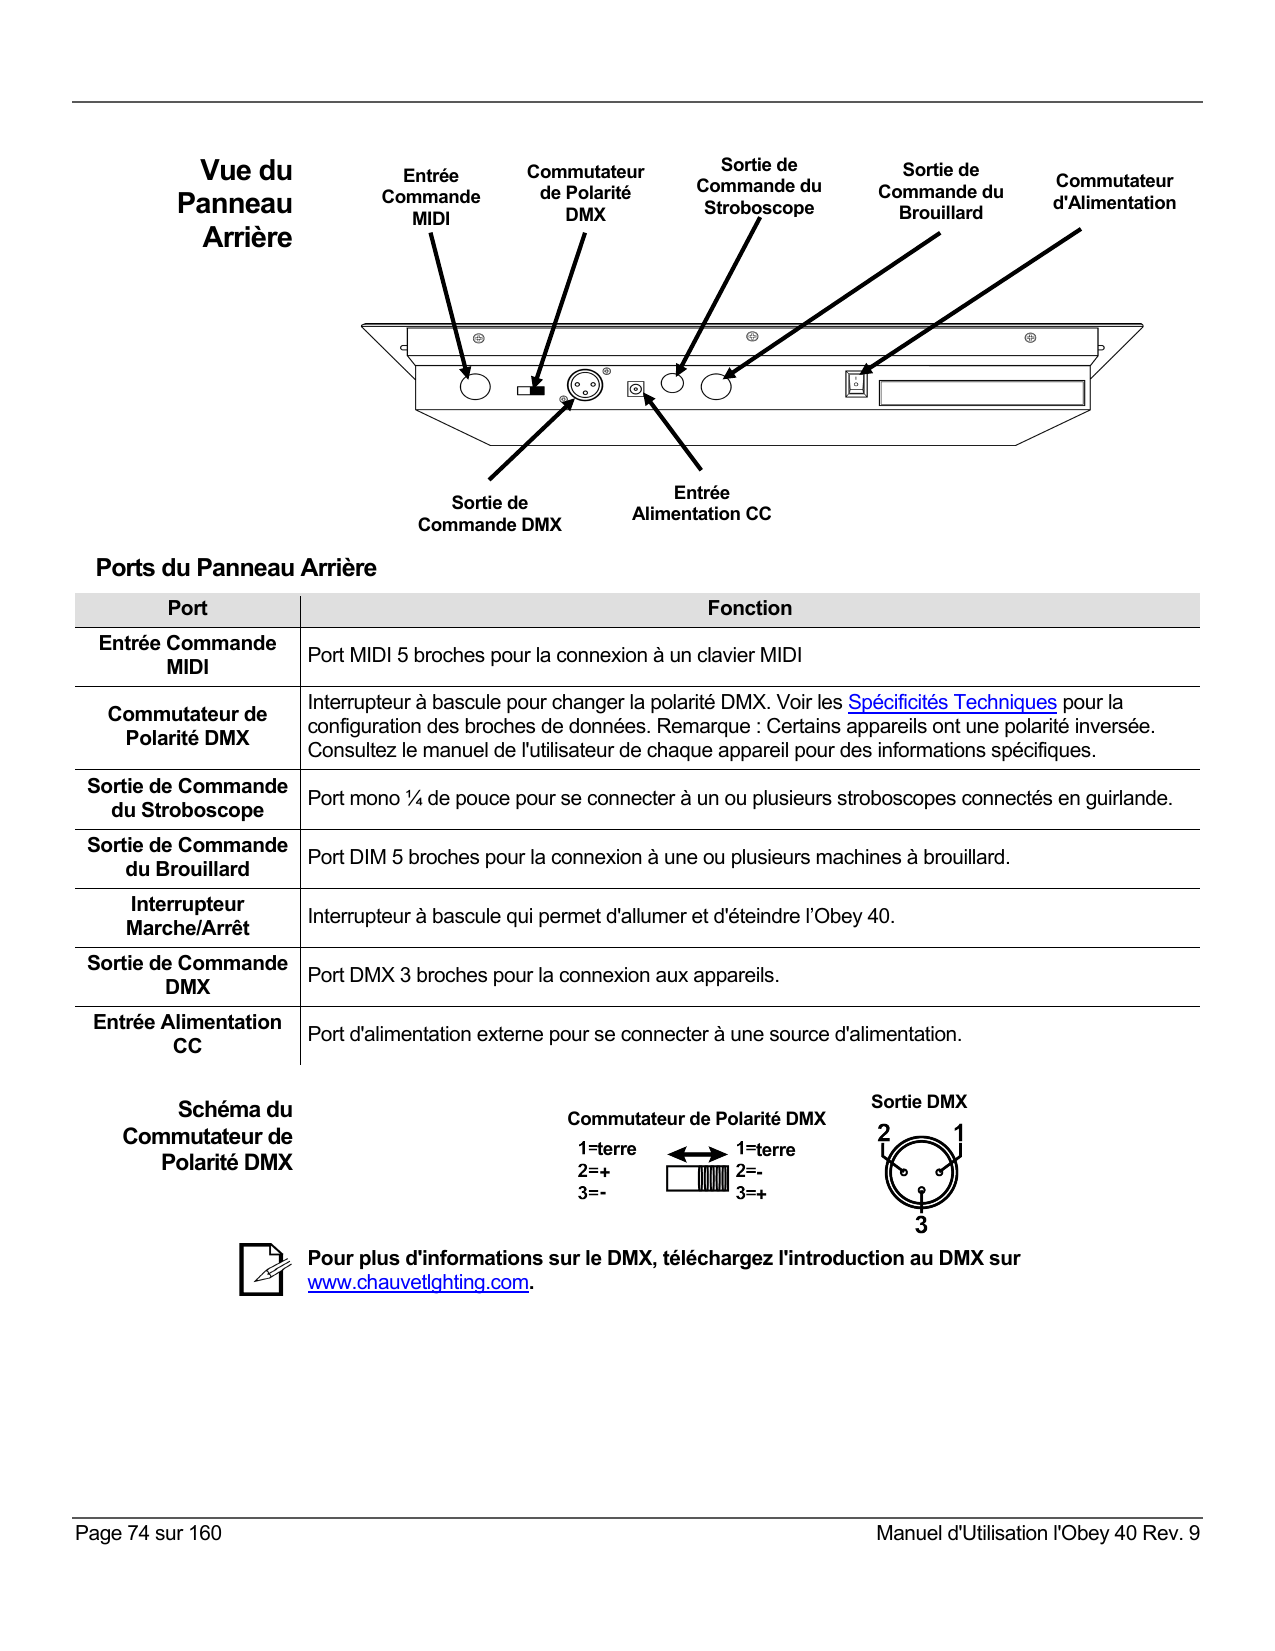 Vue du
Panneau
Arrière
Entrée
Commande
MIDI
Commutateur
de Polarité
DMX
Sortie de
Commande du
Stroboscope
Sortie de
Commande du
Brouillard
Commutateur
d'Alimentation
Sortie de
Commande DMX
Entrée
Alimentation CC
Ports du Panneau Arrière
Port Fonction
Entrée Commande
MIDI
Port MIDI 5 broches pour la connexion à un clavier MIDI
Commutateur de
Polarité DMX
Interrupteur à bascule pour changer la polarité DMX. Voir les Spécificités Techniques pour la
configuration des broches de données. Remarque : Certains appareils ont une polarité inversée.
Consultez le manuel de l'utilisateur de chaque appareil pour des informations spécifiques.
Sortie de Commande
du Stroboscope
Port mono ¼ de pouce pour se connecter à un ou plusieurs stroboscopes connectés en guirlande.
Sortie de Commande
du Brouillard
Port DIM 5 broches pour la connexion à une ou plusieurs machines à brouillard.
Interrupteur
Marche/Arrêt
Interrupteur à bascule qui permet d'allumer et d'éteindre l’Obey 40.
Sortie de Commande
DMX
Port DMX 3 broches pour la connexion aux appareils.
Entrée Alimentation
CC
Port d'alimentation externe pour se connecter à une source d'alimentation.
Schéma du
Commutateur de
Polarité DMX
Commutateur de Polarité DMX
1=terre
2=+
3=-
1=terre
2=-
3=+
Sortie DMX
2 1
3
Pour plus d'informations sur le DMX, téléchargez l'introduction au DMX sur
www.chauvetlghting.com.
Page 74 sur 160 Manuel d'Utilisation l'Obey 40 Rev. 9